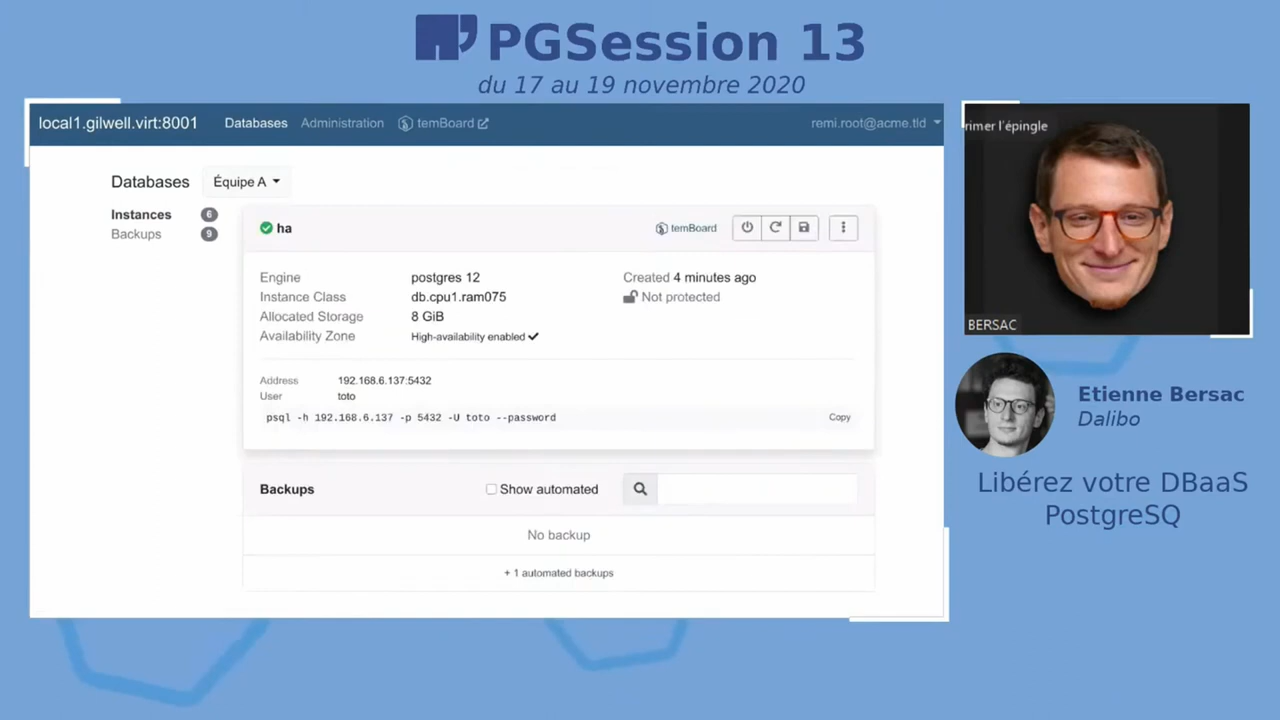 PGSession 13
du 17 au 19 novembre 2020
local1.gilwell.virt:8001 Databases Administration temBoard remi.root@acme.tld
Databases Équipe A
Instances 6
Backups 9
ha temBoard
Engine postgres 12 Created 4 minutes ago
Instance Class db.cpu1.ram075 Not protected
Allocated Storage 8 GiB
Availability Zone High-availability enabled
Address 192.168.6.137:5432
User toto
psql -h 192.168.6.137 -p 5432 -U toto --password Copy
Backups Show automated
No backup
+ 1 automated backups
rimer l'épingle
BERSAC
Etienne Bersac
Dalibo
Libérez votre DBaaS
PostgreSQ